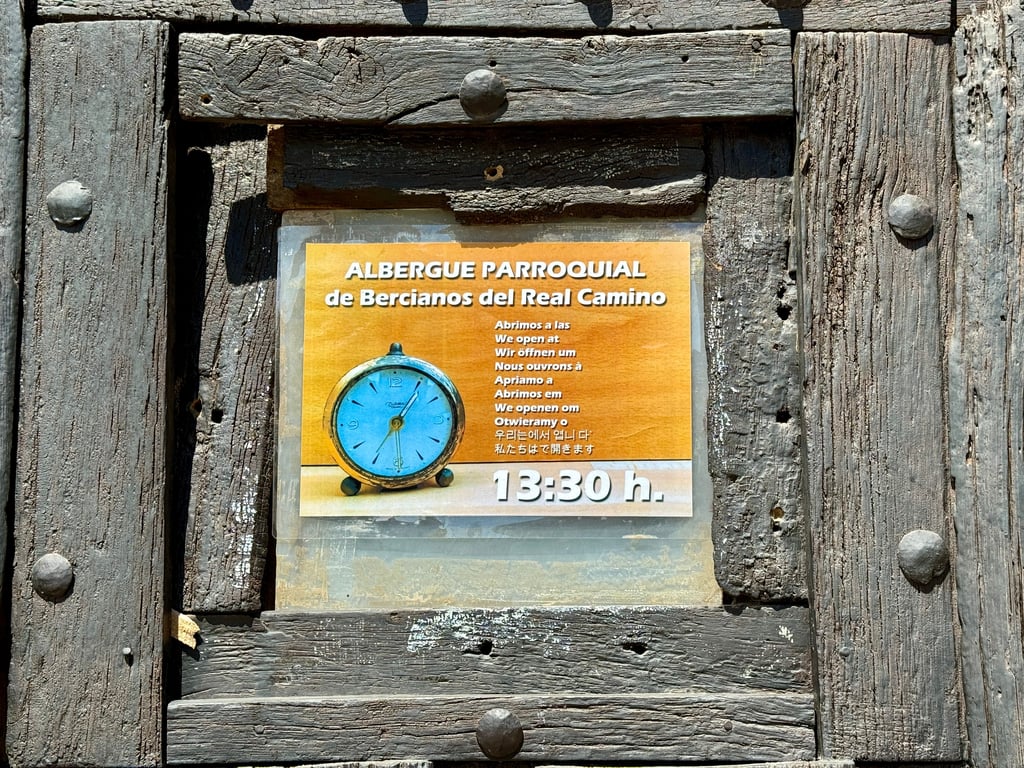 ALBERGUE PARROQUIAL
de Bercianos del Real Camino
Abrimos a las
We open at
Wir öffnen um
Nous ouvrons à
Apriamo a
Abrimos em
We openen om
Otwieramy o
우리는에서 엽니 다
私たちはで開きます
13:30 h.
12